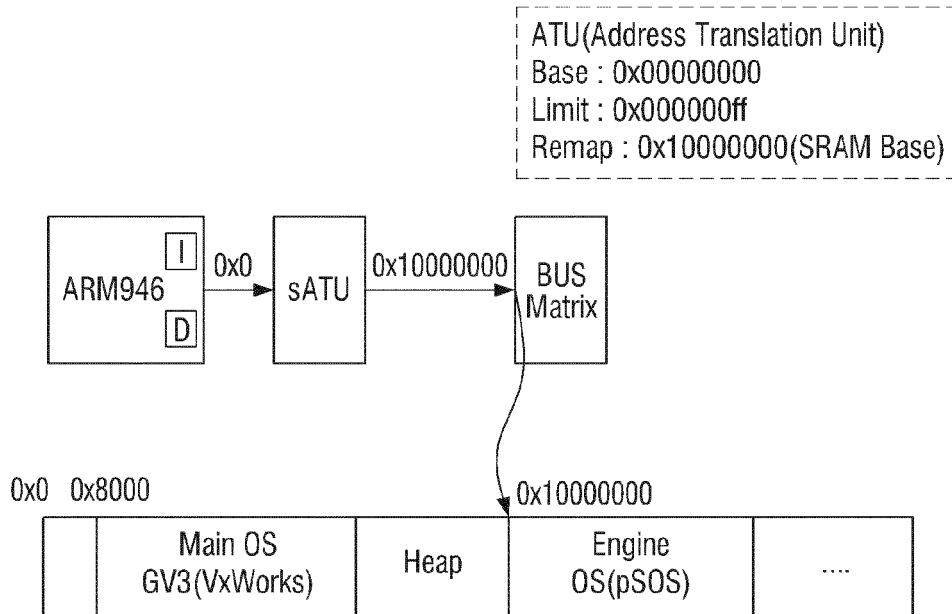 ATU(Address Translation Unit)
Base : 0x00000000
Limit : 0x000000ff
Remap : 0x10000000(SRAM Base)
ARM946
I
D
0x0
sATU
0x10000000
BUS
Matrix
0x0
0x8000
0x10000000
Main OS
GV3(VxWorks)
Heap
Engine
OS(pSOS)
....